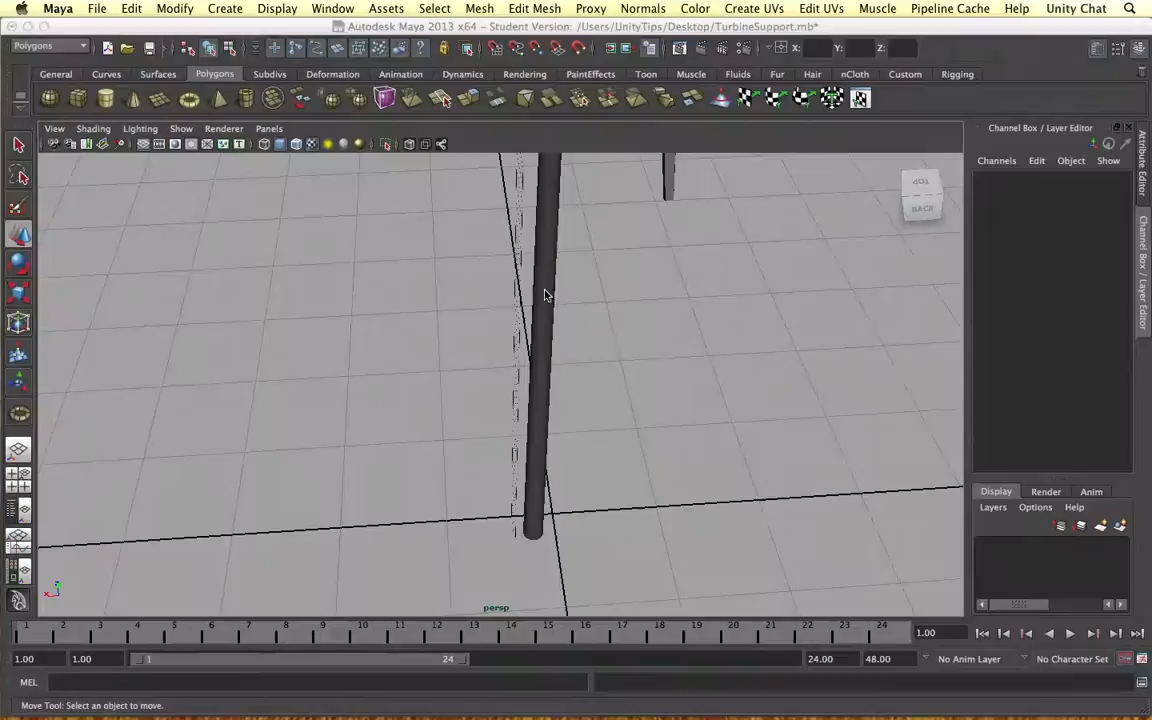 Maya File Edit Modify Create Display Window Assets Select Mesh Edit Mesh Proxy Normals Color Create UVs Edit UVs Muscle Pipeline Cache Help Unity Chat
Autodesk Maya 2013 x64 – Student Version: /Users/UnityTips/Desktop/TurbineSupport.mb*
Polygons X: Y: Z:
General Curves Surfaces Polygons Subdivs Deformation Animation Dynamics Rendering PaintEffects Toon Muscle Fluids Fur Hair nCloth Custom Rigging
View Shading Lighting Show Renderer Panels
Channel Box / Layer Editor
Channels Edit Object Show
TOP
BACK
Attribute Editor
Channel Box / Layer Editor
Display Render Anim
Layers Options Help
persp
1 2 3 4 5 6 7 8 9 10 11 12 13 14 15 16 17 18 19 20 21 22 23 24 1.00
1.00 1.00 1 24 24.00 48.00 No Anim Layer No Character Set
MEL
Move Tool: Select an object to move.